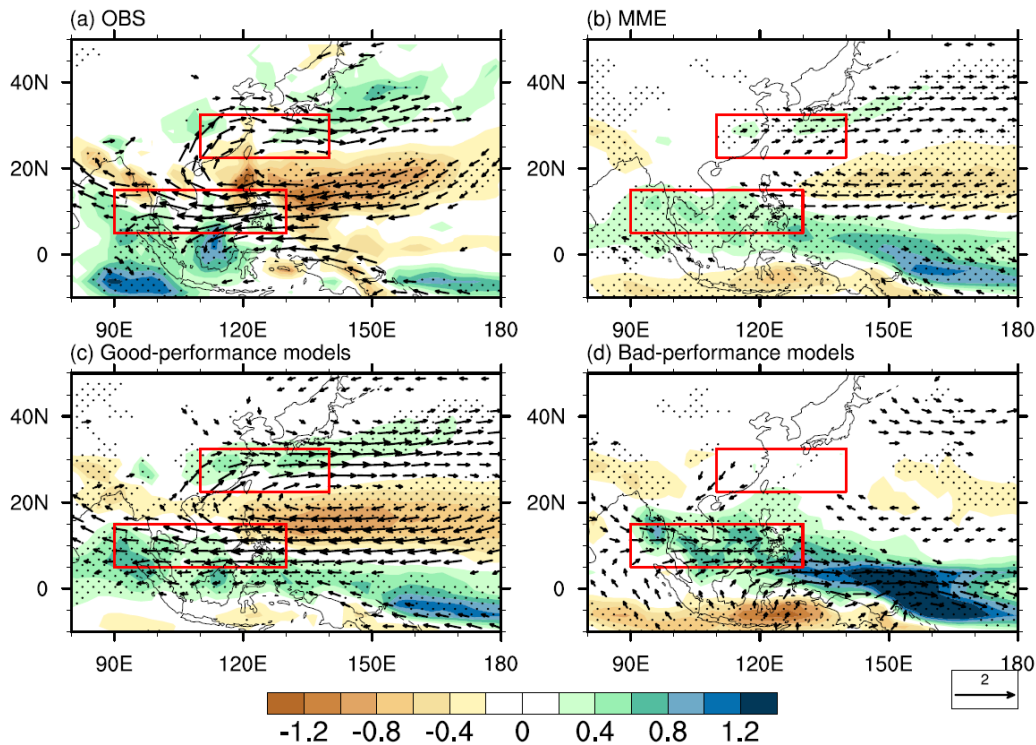 (a) OBS
(b) MME
40N
20N
0
40N
20N
0
90E 120E 150E 180
90E 120E 150E 180
(c) Good-performance models
(d) Bad-performance models
40N
20N
0
40N
20N
0
90E 120E 150E 180
90E 120E 150E 180
2
-1.2 -0.8 -0.4 0 0.4 0.8 1.2